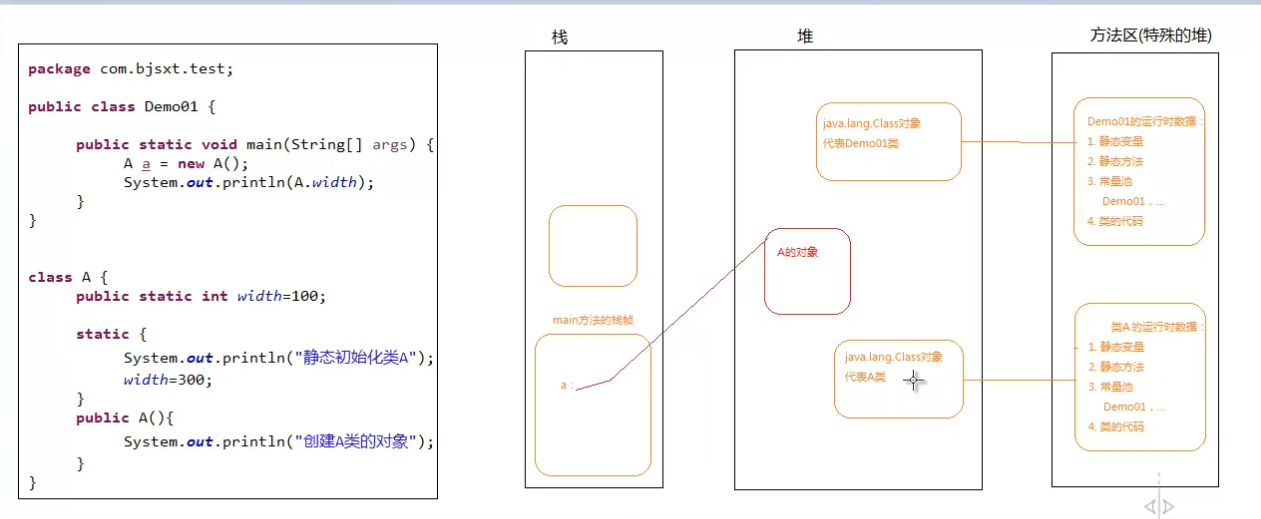 package com.bjsxt.test;
public class Demo01 {
public static void main(String[] args) {
A a = new A();
System.out.println(A.width);
}
}
class A {
public static int width=100;
static {
System.out.println("静态初始化类A");
width=300;
}
public A(){
System.out.println("创建A类的对象");
}
}
栈
main方法的栈帧
a：
堆
java.lang.Class对象
代表Demo01类
A的对象
java.lang.Class对象
代表A类
方法区(特殊的堆)
Demo01的运行时数据：
1. 静态变量
2. 静态方法
3. 常量池
Demo01，...
4. 类的代码
类A的运行时数据：
1. 静态变量
2. 静态方法
3. 常量池
Demo01，...
4. 类的代码